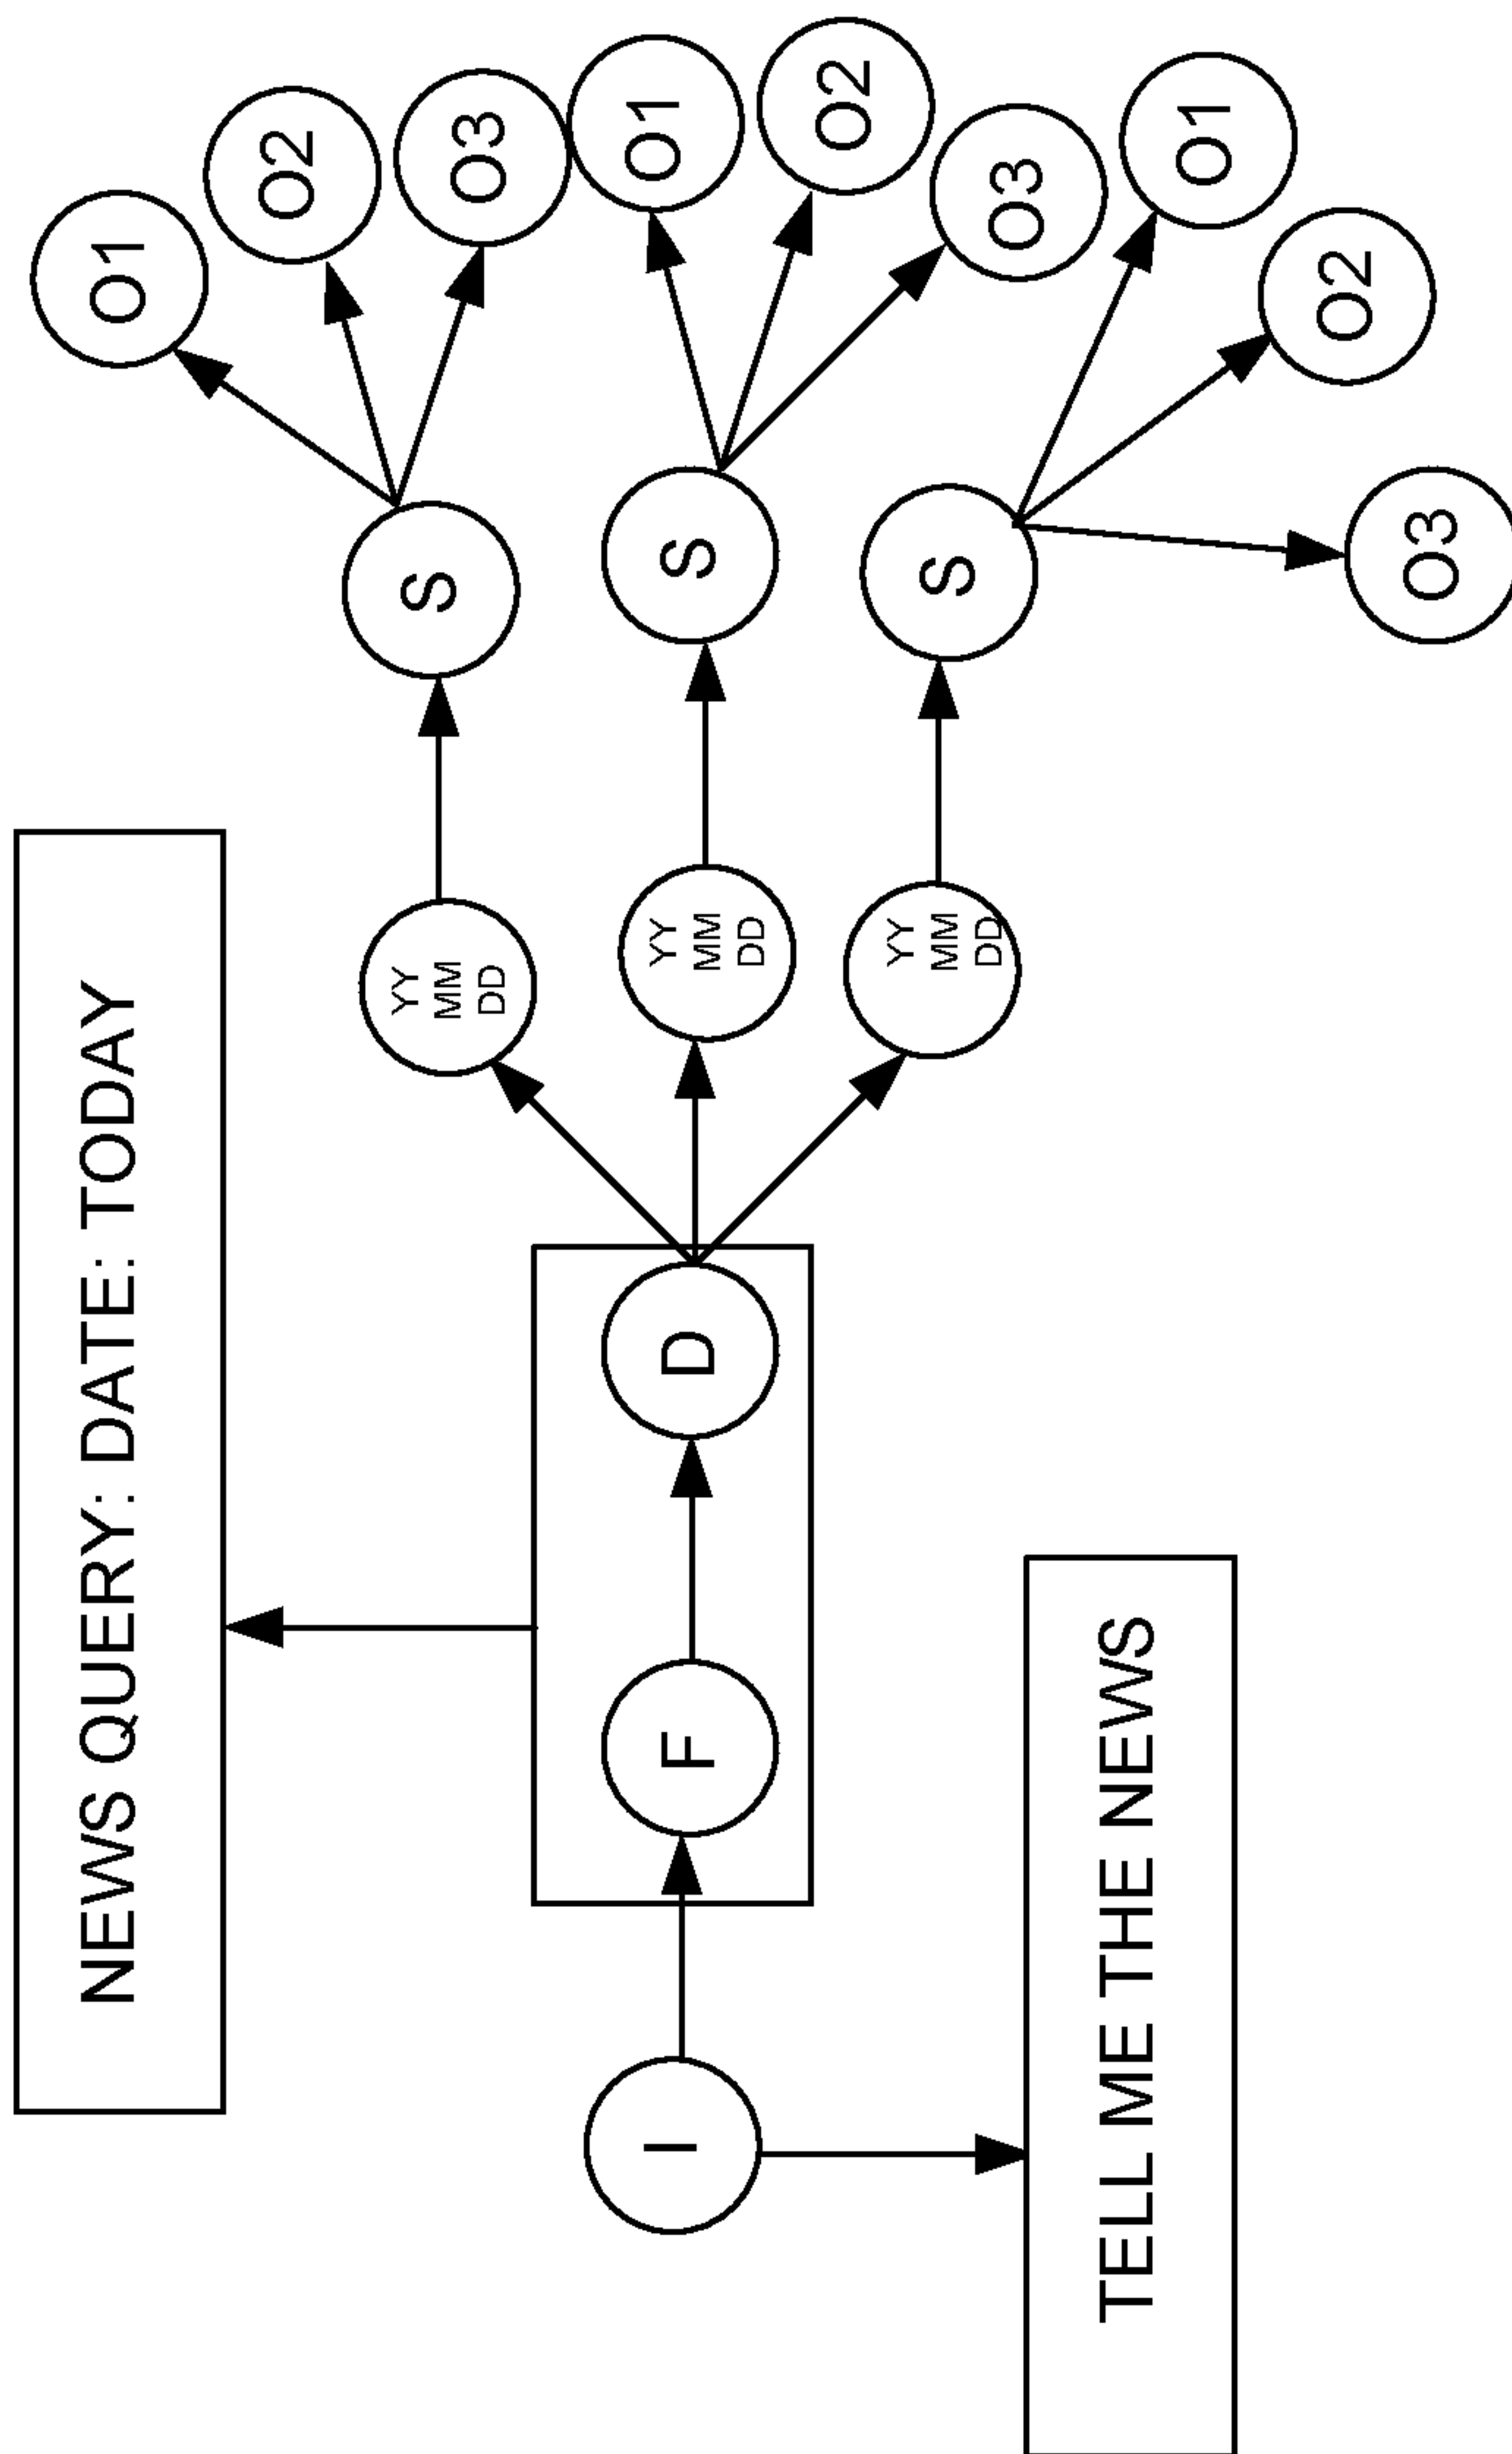 NEWS QUERY: DATE: TODAY
I
F
D
YY
MM
DD
S
O1
O2
O3
YY
MM
DD
S
O1
O2
O3
YY
MM
DD
S
O1
O2
O3
TELL ME THE NEWS